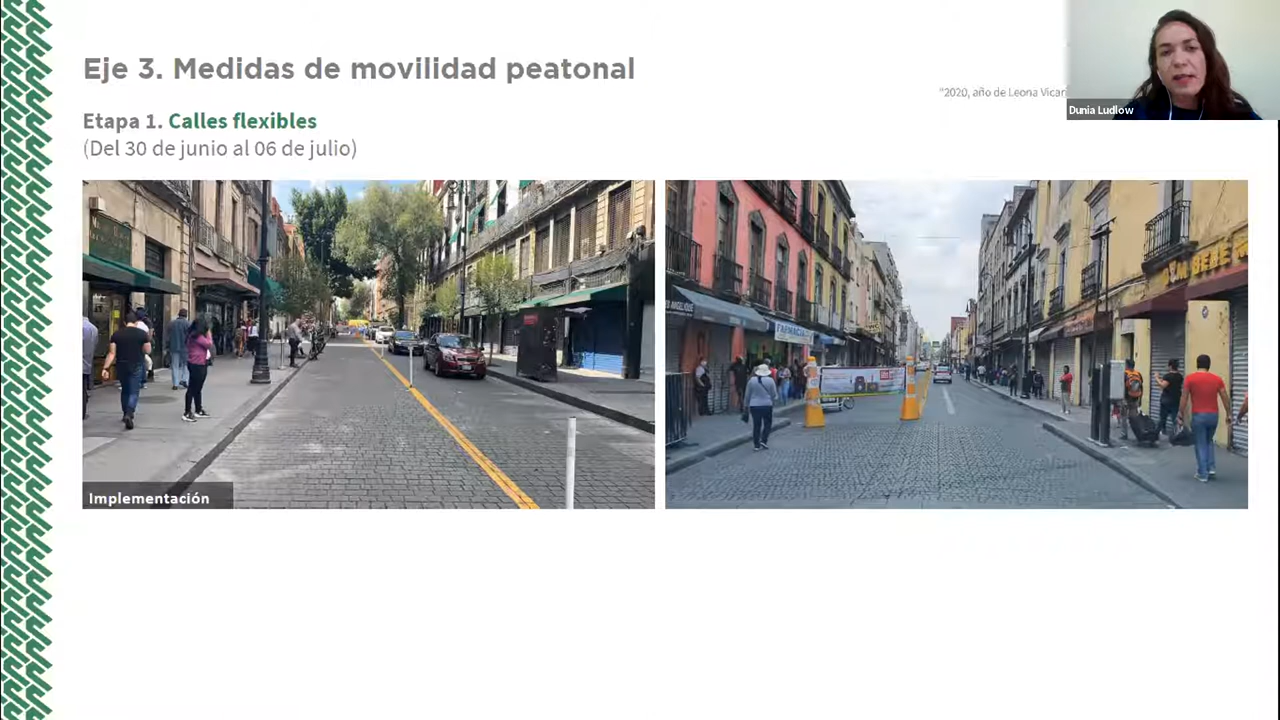 Eje 3. Medidas de movilidad peatonal
"2020, año de Leona Vicar
Dunia Ludlow
Etapa 1. Calles flexibles
(Del 30 de junio al 06 de julio)
FARMACIA
Implementación